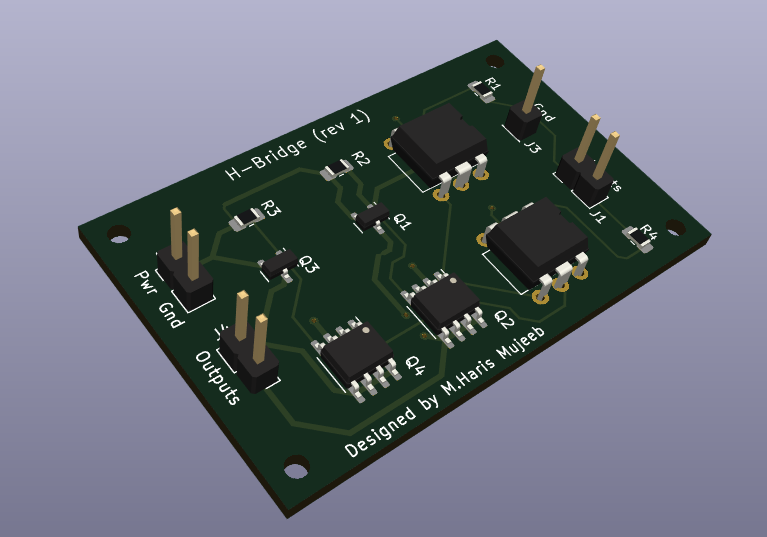 H-Bridge (rev 1)
R1
Gnd
J3
R2
J1
R4
R3
Q1
Q3
Pwr Gnd
Q2
Outputs
Q4
Designed by M.Haris Mujeeb